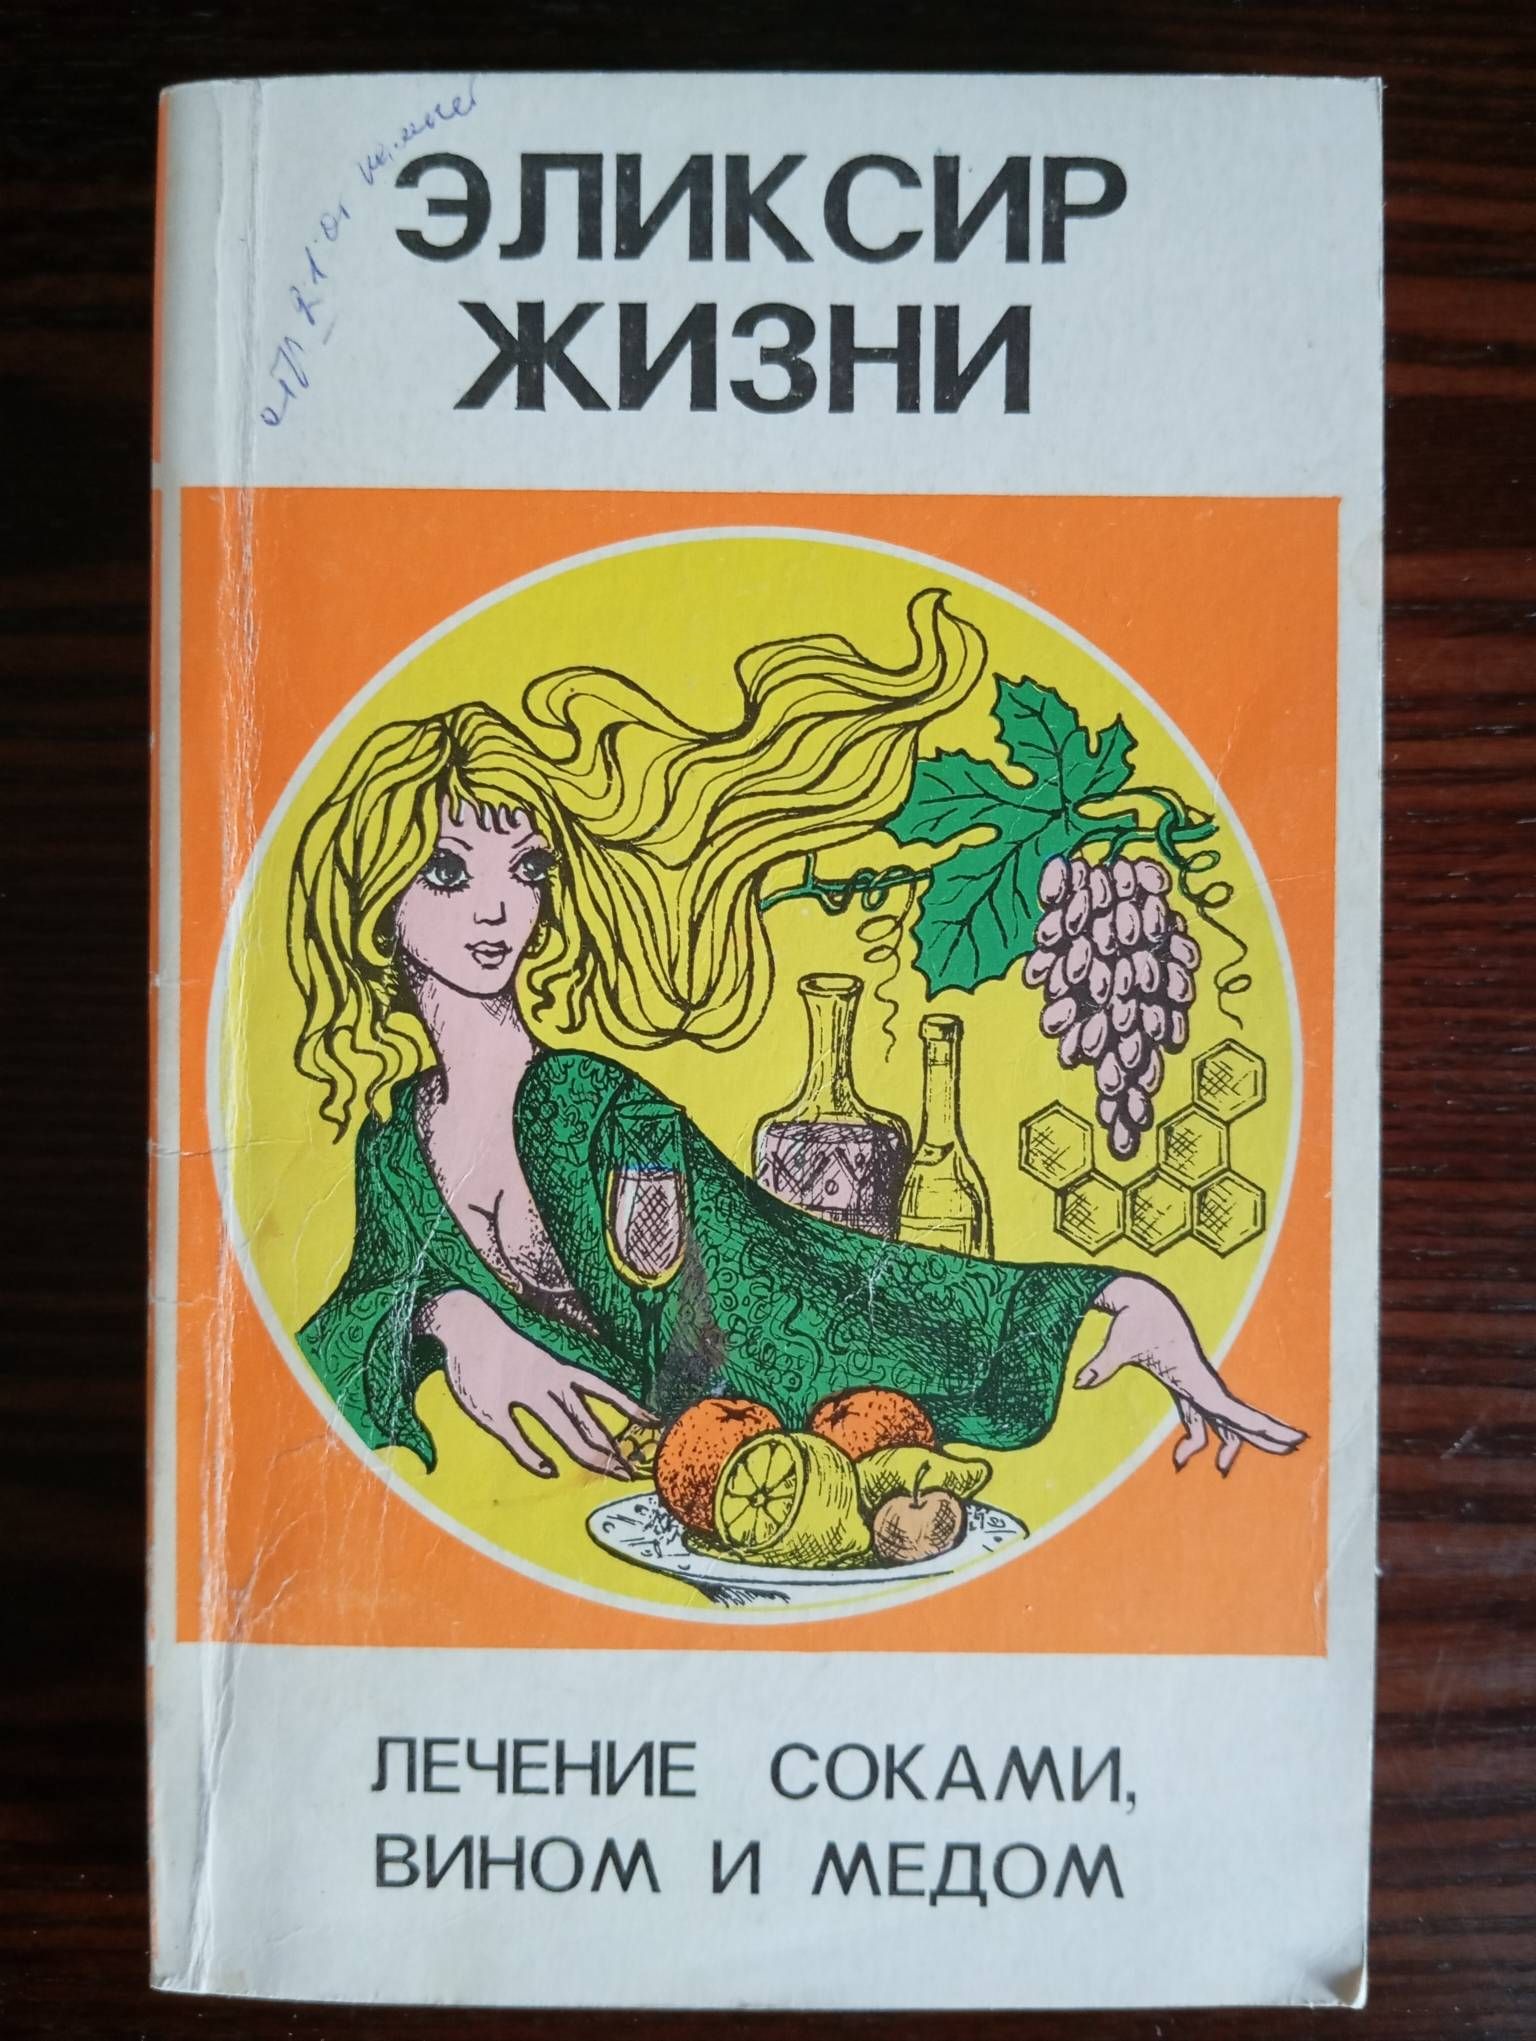 ЭЛИКСИР
ЖИЗНИ
ЛЕЧЕНИЕ СОКАМИ,
ВИНОМ И МЕДОМ